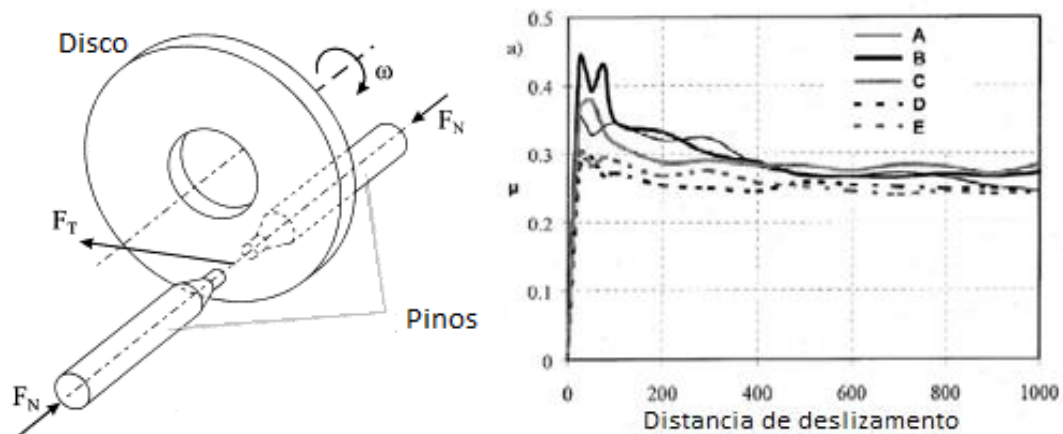 Disco
ω
F_N
F_T
Pinos
F_N
a)
0.5
0.4
0.3
μ
0.2
0.1
0
A
B
C
D
E
0 200 400 600 800 1000
Distancia de deslizamento